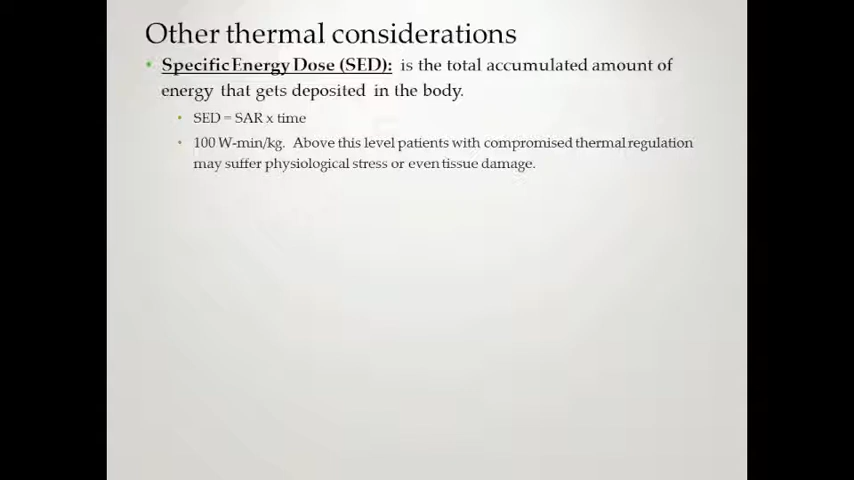 Other thermal considerations
• Specific Energy Dose (SED): is the total accumulated amount of
energy that gets deposited in the body.
• SED = SAR x time
• 100 W-min/kg. Above this level patients with compromised thermal regulation
may suffer physiological stress or even tissue damage.